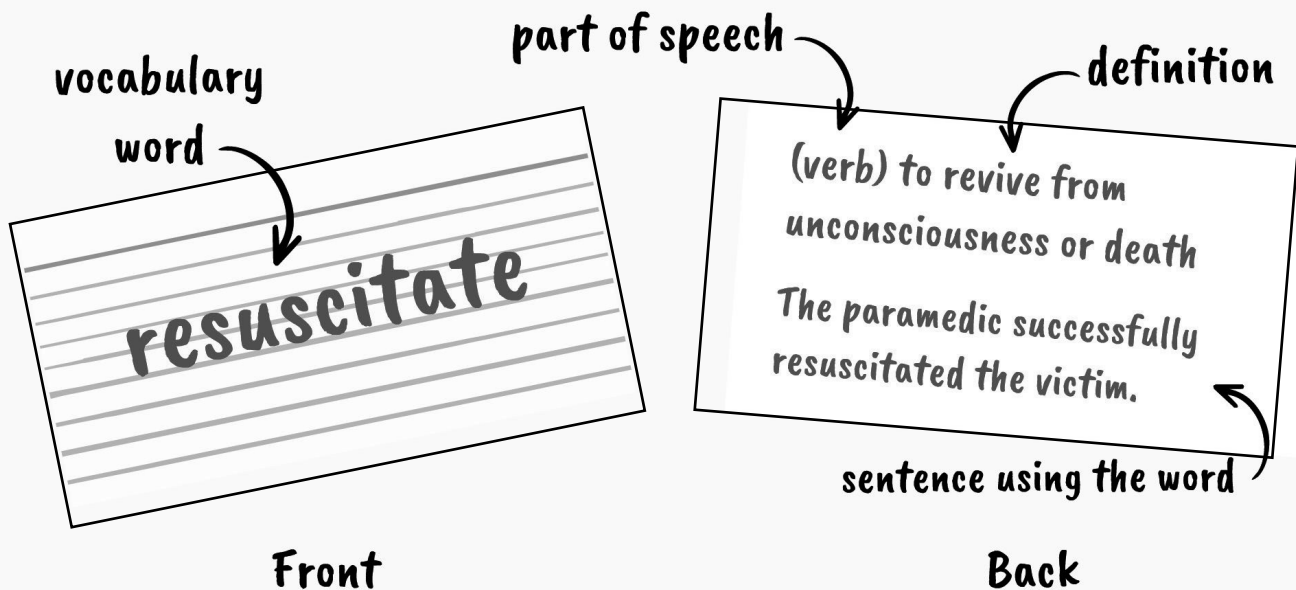 part of speech
definition
vocabulary
word
resuscitate
(verb) to revive from
unconsciousness or death
The paramedic successfully
resuscitated the victim.
sentence using the word
Front
Back